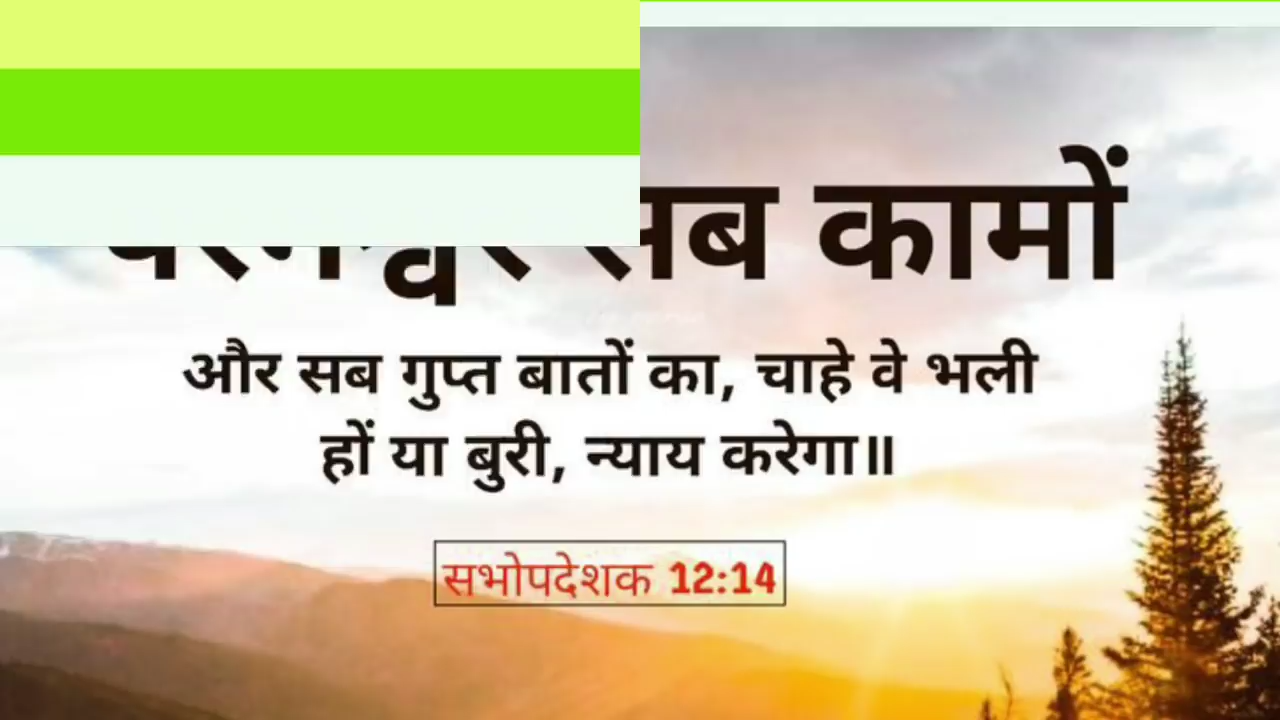 सब कामों
और सब गुप्त बातों का, चाहे वे भली
हों या बुरी, न्याय करेगा॥
सभोपदेशक 12:14